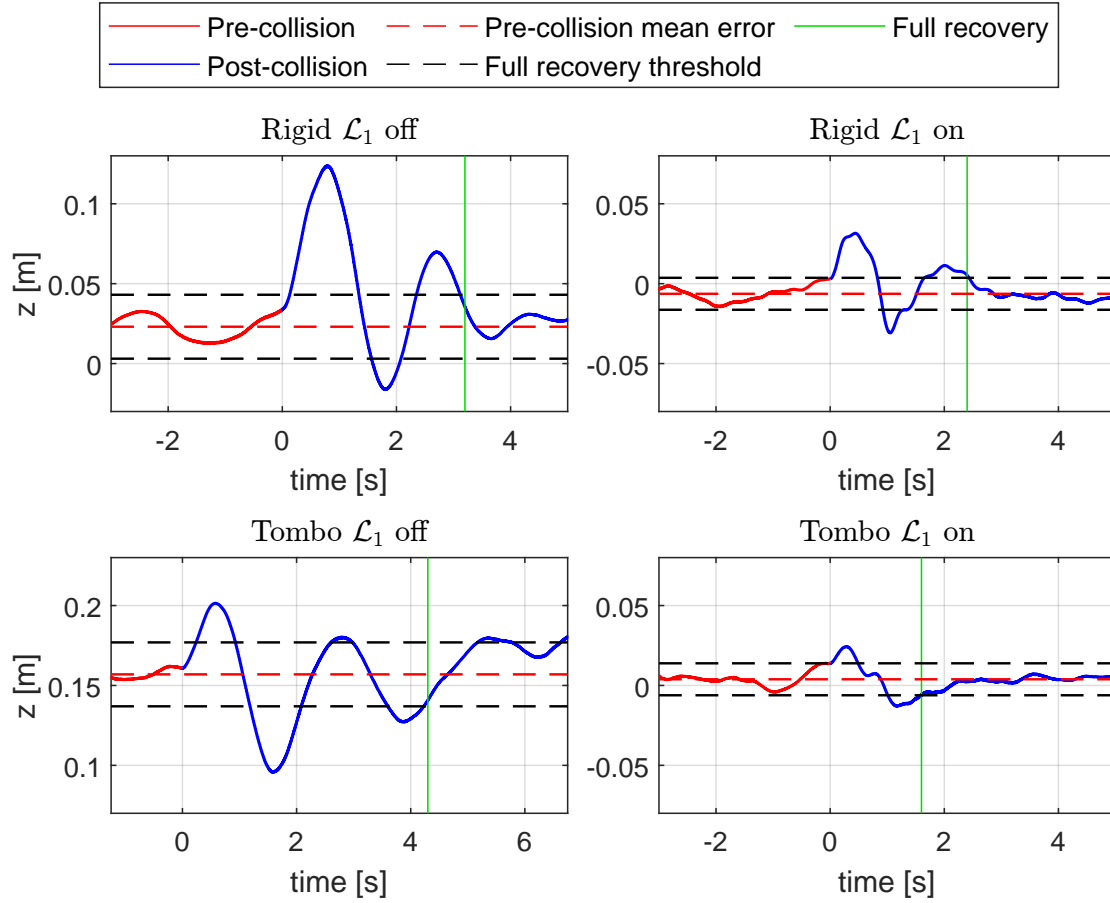 Pre-collision Pre-collision mean error Full recovery
Post-collision Full recovery threshold
Rigid ℒ₁ off
0.1
0.05
0
z [m]
-2 0 2 4
time [s]
Rigid ℒ₁ on
0.05
0
-0.05
-2 0 2 4
time [s]
Tombo ℒ₁ off
0.2
0.15
0.1
z [m]
0 2 4 6
time [s]
Tombo ℒ₁ on
0.05
0
-0.05
-2 0 2 4
time [s]